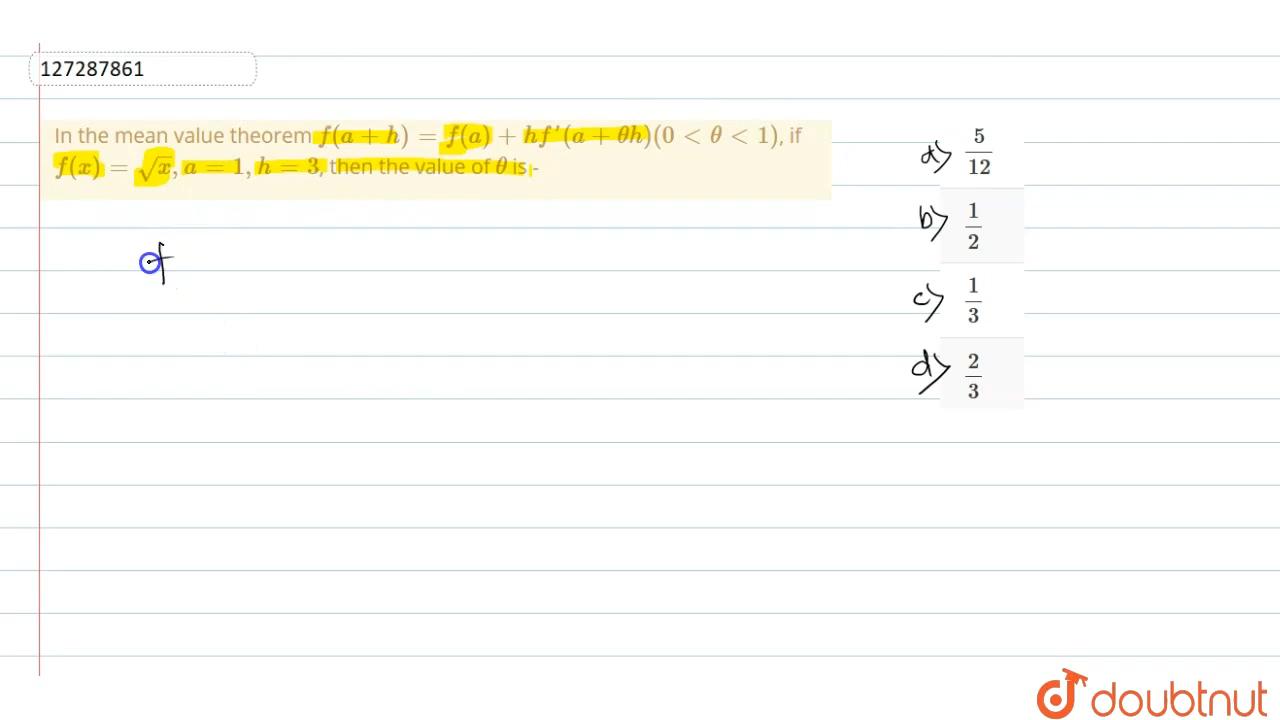 127287861
In the mean value theorem f(a + h) = f(a) + hf'(a + θh)(0 < θ < 1), if
f(x) = √x, a = 1, h = 3, then the value of θ is -
f
a) 5/12
b) 1/2
c) 1/3
d) 2/3
doubtnut